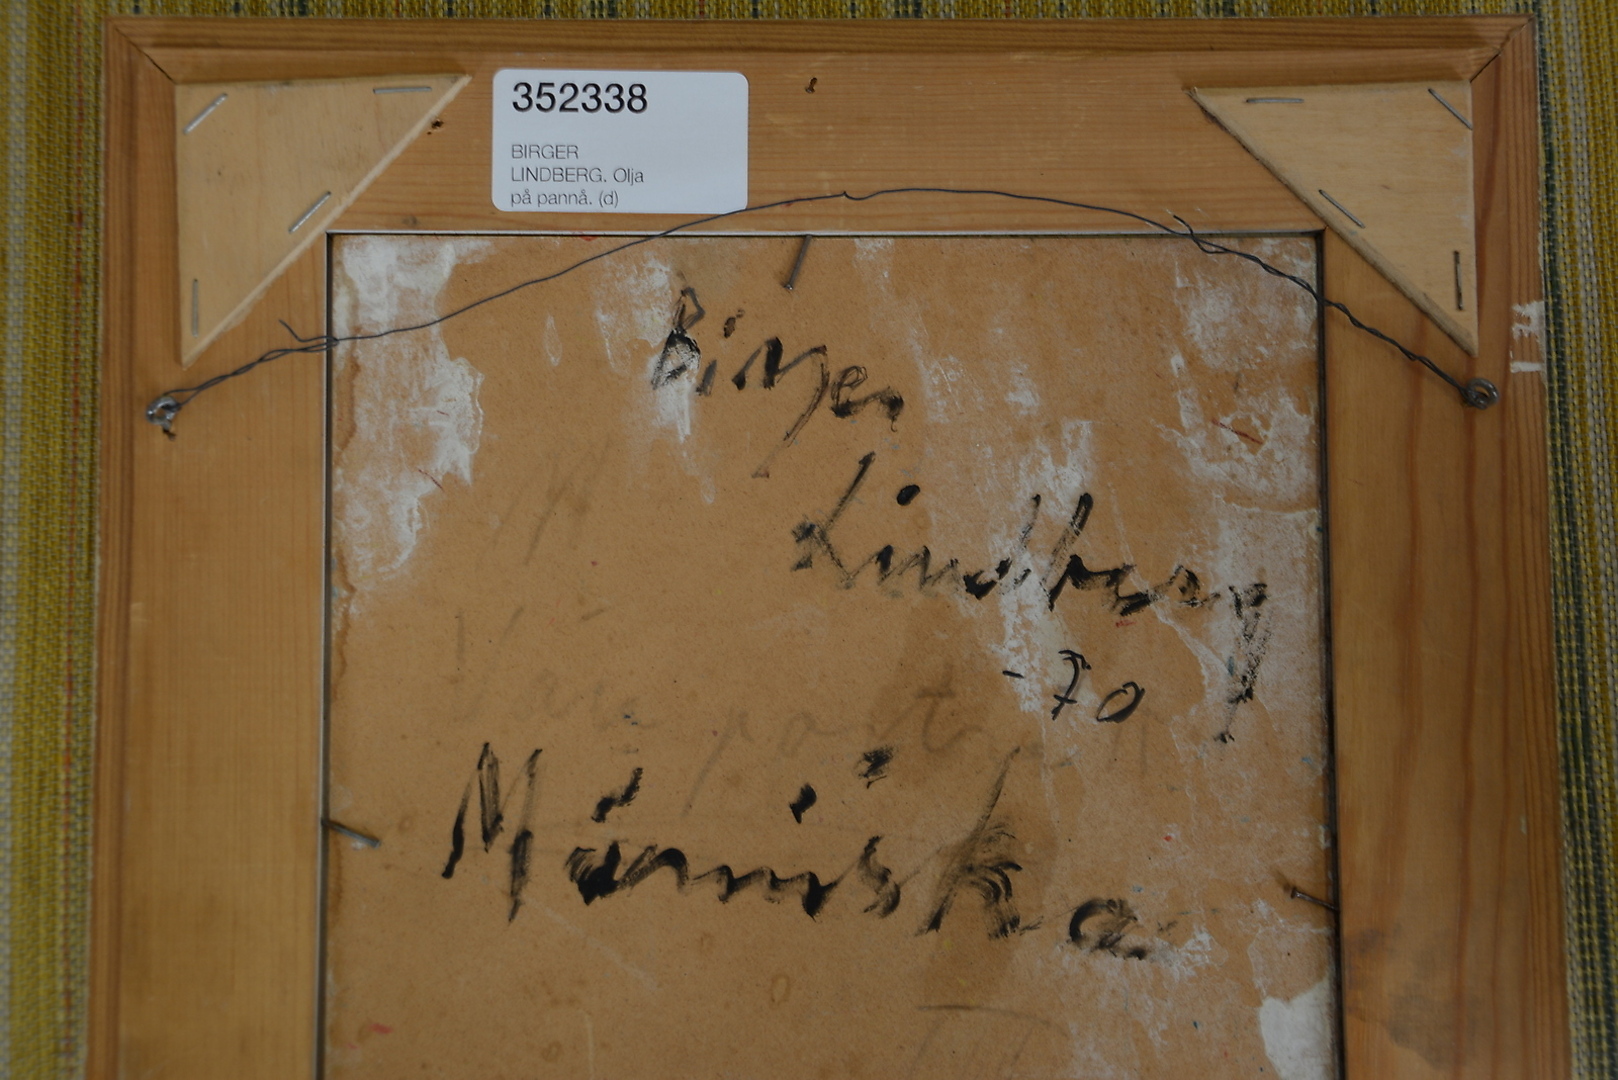 352338
BIRGER
LINDBERG. Olja
på pannå. (d)
Birger
Lindberg
-70
Människa